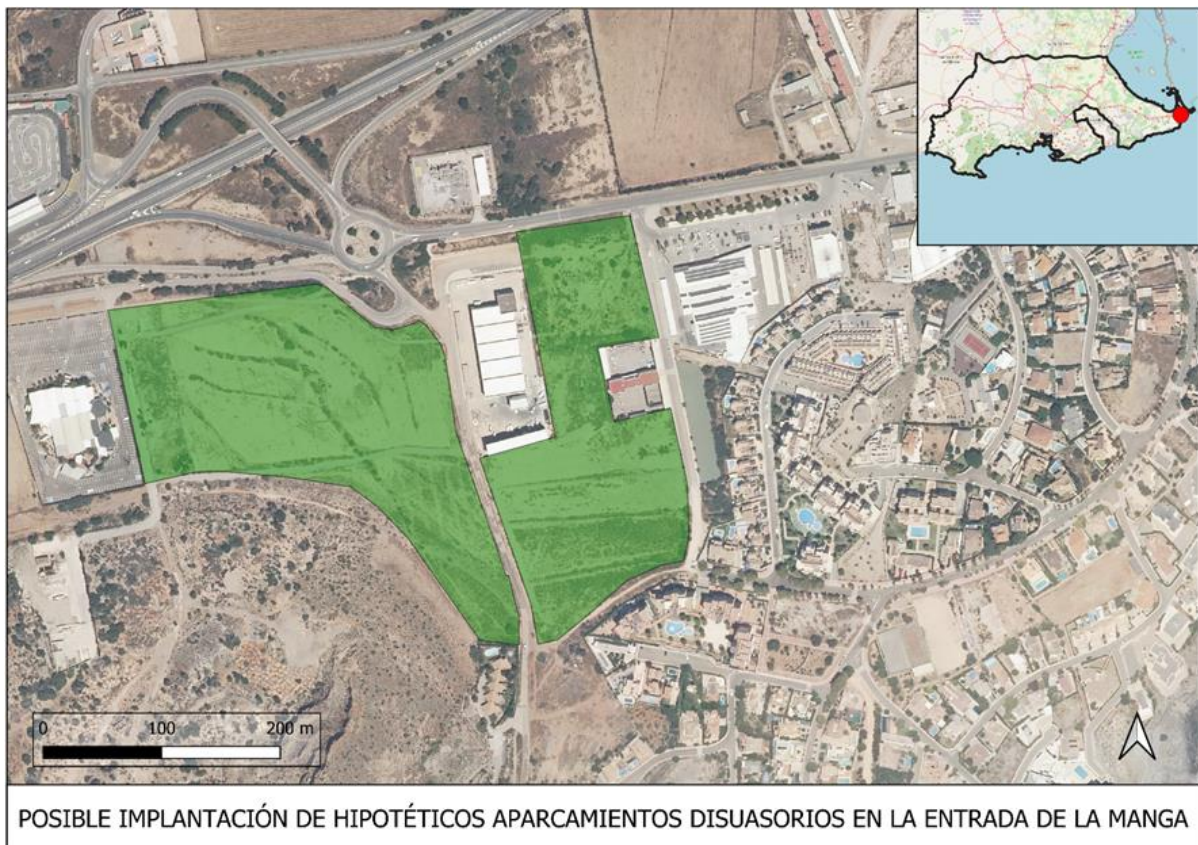 0 100 200 m
POSIBLE IMPLANTACIÓN DE HIPOTÉTICOS APARCAMIENTOS DISUASORIOS EN LA ENTRADA DE LA MANGA